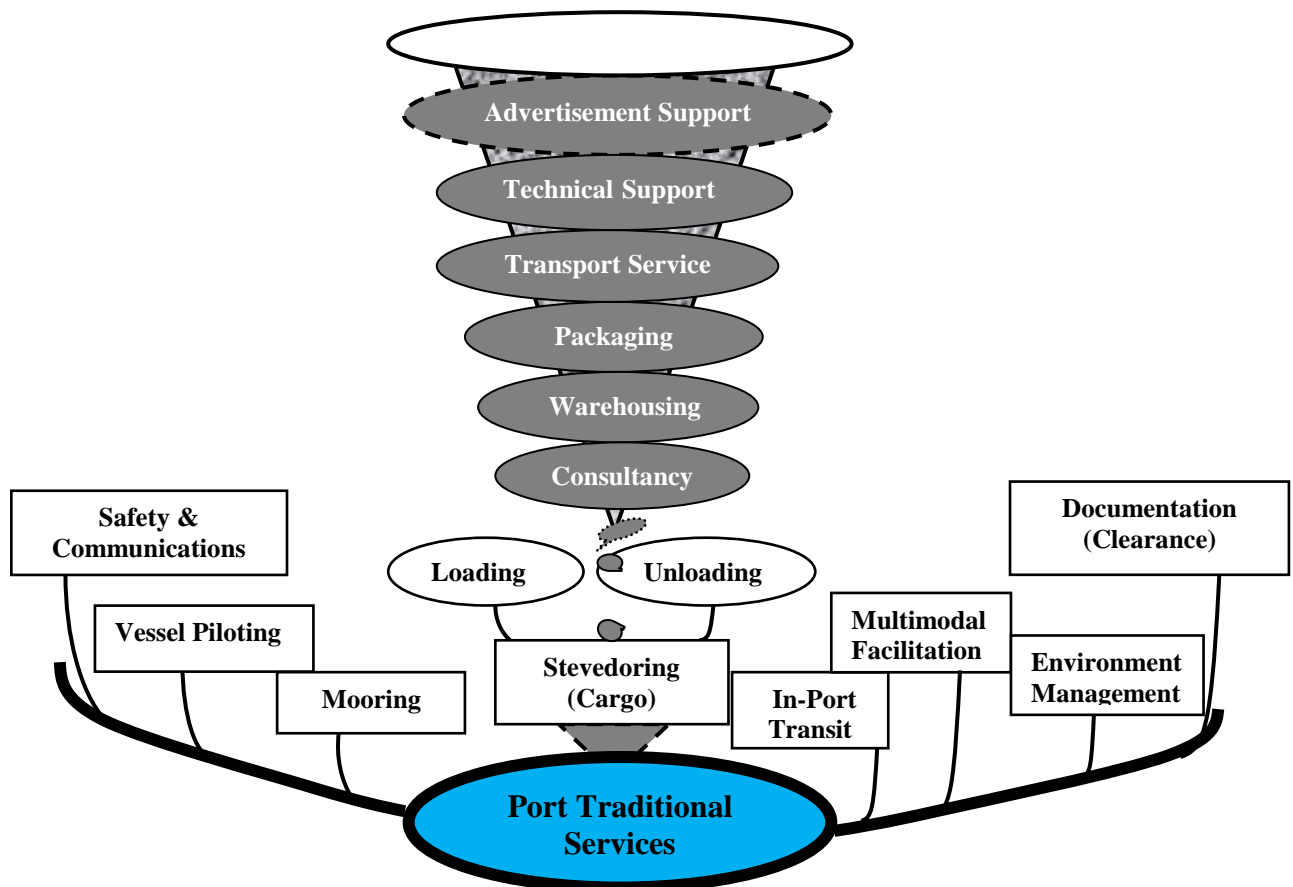 Advertisement Support
Technical Support
Transport Service
Packaging
Warehousing
Consultancy
Safety &
Communications
Documentation
(Clearance)
Loading
Unloading
Vessel Piloting
Multimodal
Facilitation
Stevedoring
(Cargo)
Environment
Management
Mooring
In-Port
Transit
Port Traditional
Services